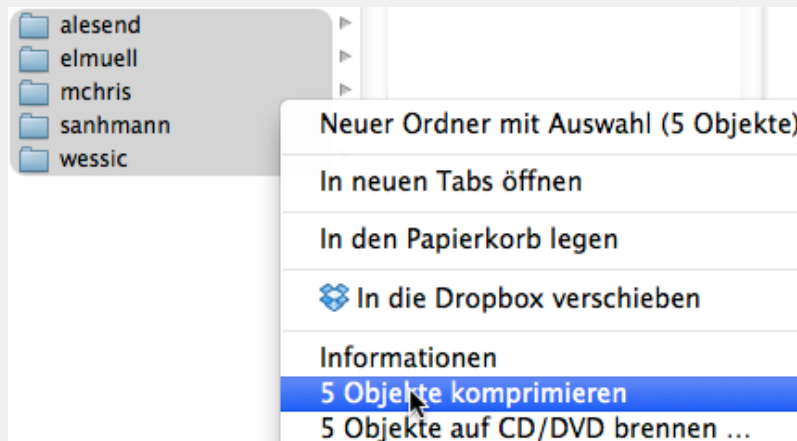 alesend
elmuell
mchris
sanhmann
wessic
Neuer Ordner mit Auswahl (5 Objekte)
In neuen Tabs öffnen
In den Papierkorb legen
In die Dropbox verschieben
Informationen
5 Objekte komprimieren
5 Objekte auf CD/DVD brennen ...